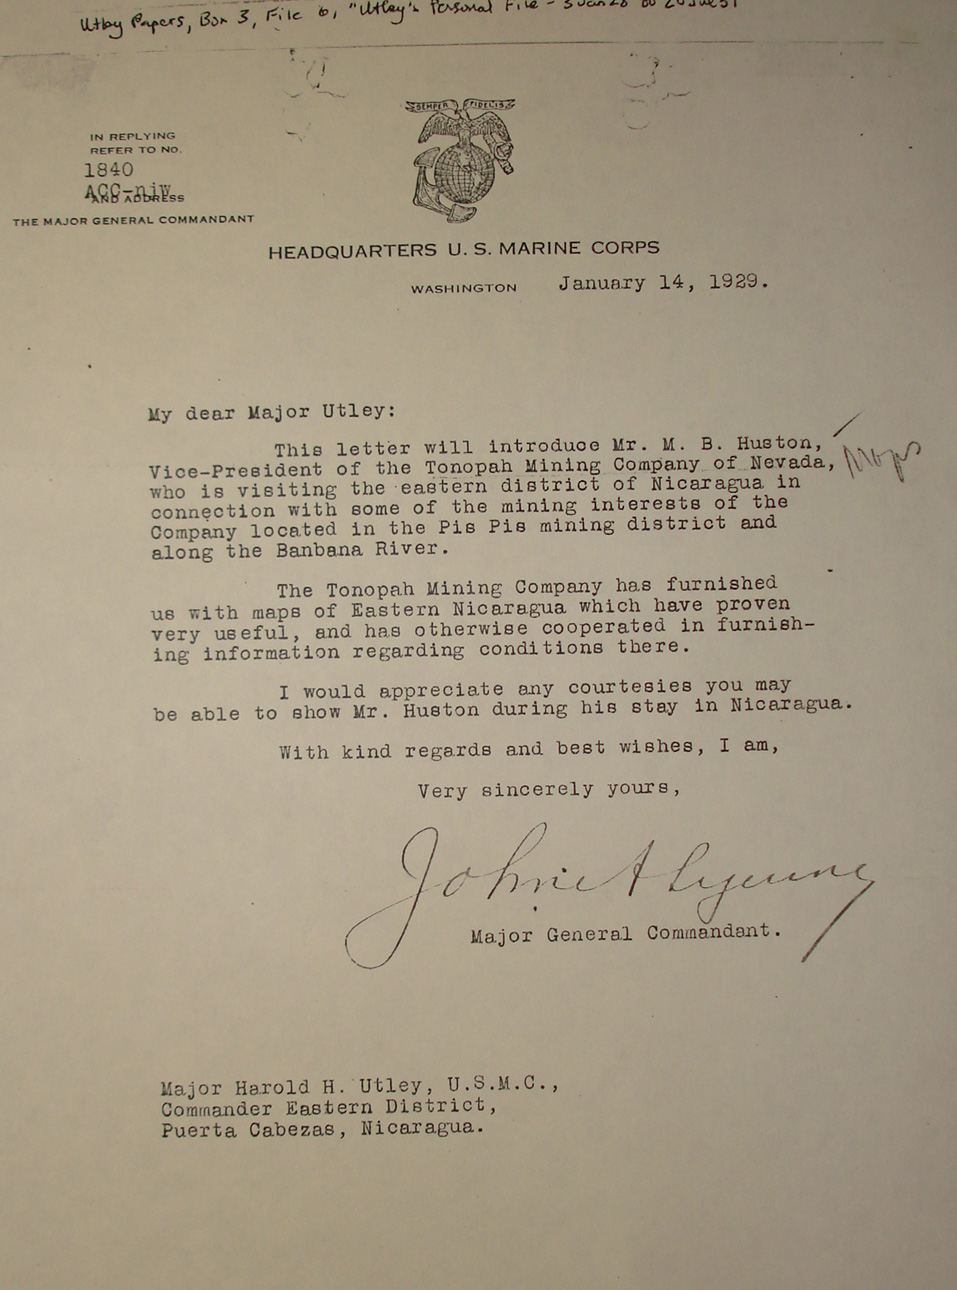 Utley Papers, Box 3, File 6, "Utley's Personal File -
SEMPER FIDELIS
IN REPLYING
REFER TO NO.
1840
ACC-njw
AND ADDRESS
THE MAJOR GENERAL COMMANDANT
HEADQUARTERS U. S. MARINE CORPS
WASHINGTON January 14, 1929.
My dear Major Utley:
This letter will introduce Mr. M. B. Huston,
Vice-President of the Tonopah Mining Company of Nevada,
who is visiting the eastern district of Nicaragua in
connection with some of the mining interests of the
Company located in the Pis Pis mining district and
along the Banbana River.
The Tonopah Mining Company has furnished
us with maps of Eastern Nicaragua which have proven
very useful, and has otherwise cooperated in furnish-
ing information regarding conditions there.
I would appreciate any courtesies you may
be able to show Mr. Huston during his stay in Nicaragua.
With kind regards and best wishes, I am,
Very sincerely yours,
John A Lejeune
Major General Commandant.
Major Harold H. Utley, U.S.M.C.,
Commander Eastern District,
Puerta Cabezas, Nicaragua.